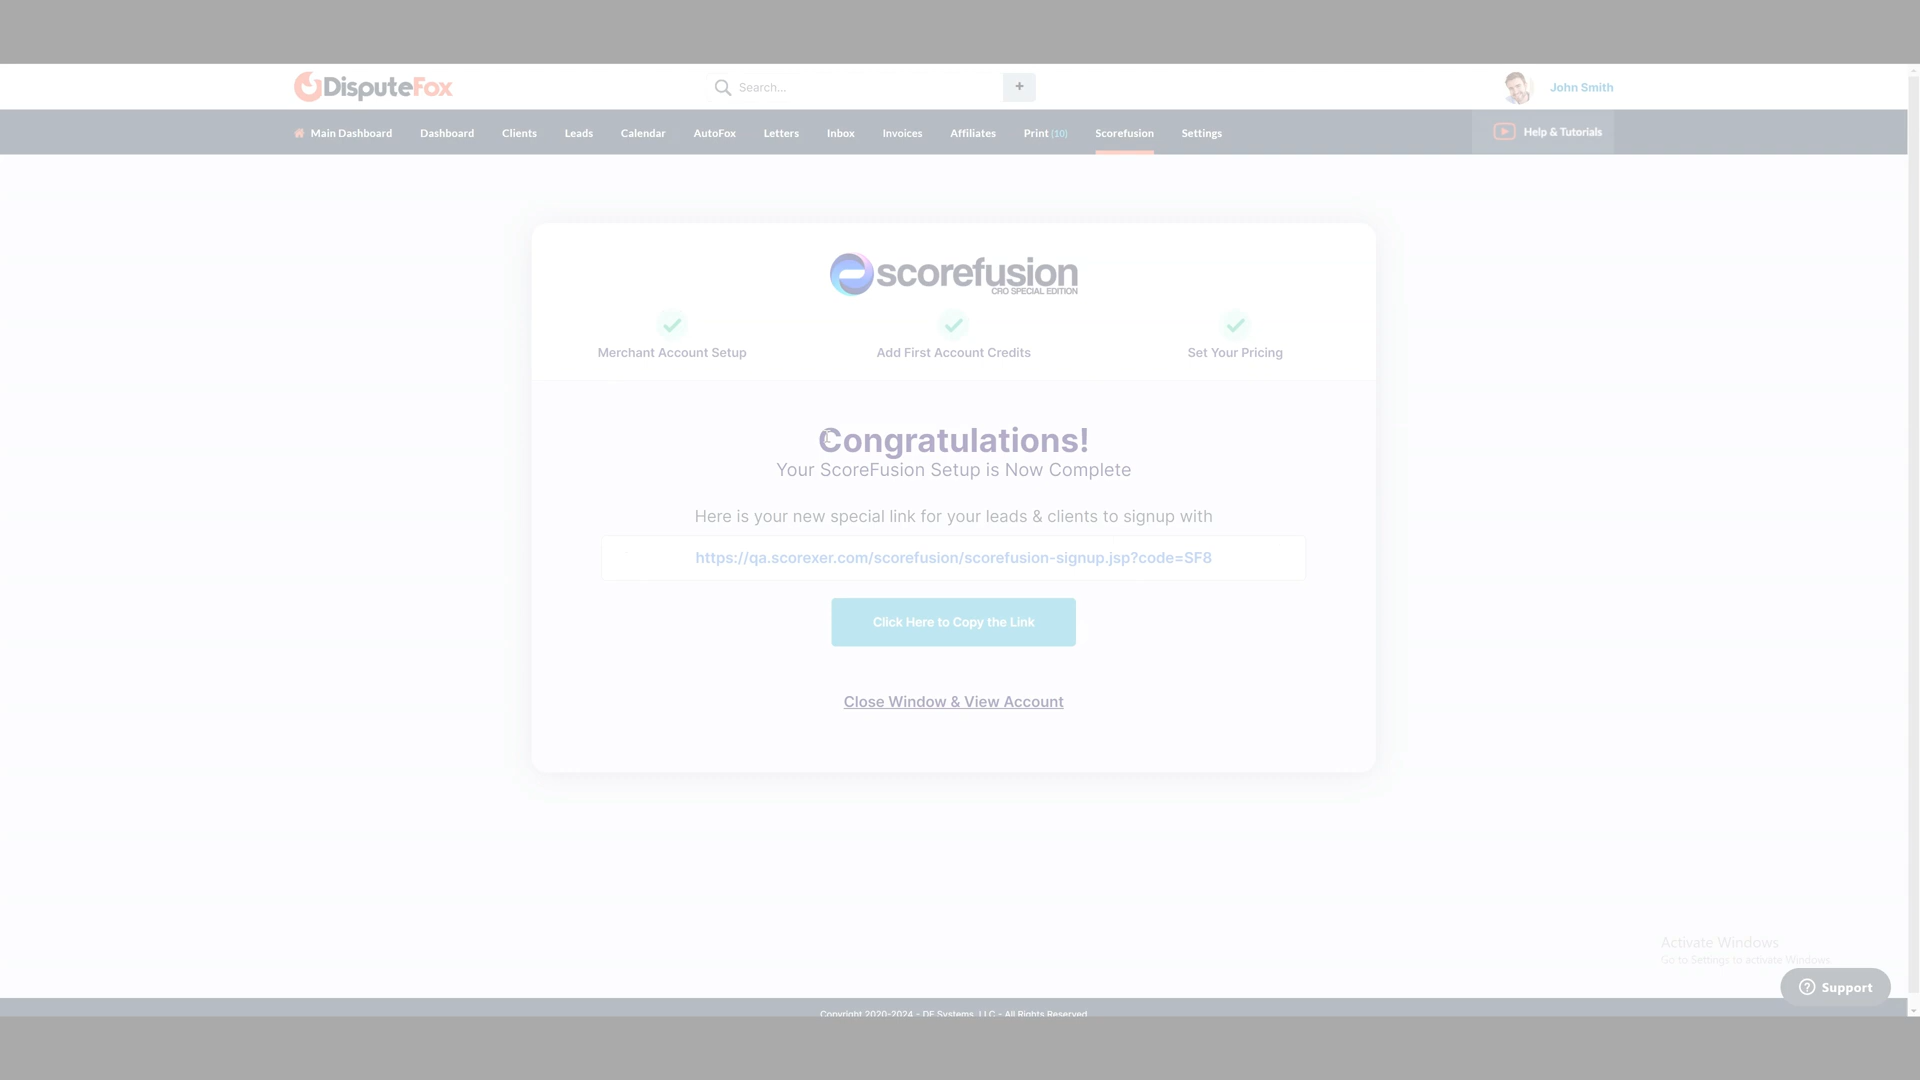 DisputeFox
Search...
+
John Smith
Main Dashboard
Dashboard
Clients
Leads
Calendar
AutoFox
Letters
Inbox
Invoices
Affiliates
Print (10)
Scorefusion
Settings
Help & Tutorials
scorefusion
CRO SPECIAL EDITION
Merchant Account Setup
Add First Account Credits
Set Your Pricing
Congratulations!
Your ScoreFusion Setup is Now Complete
Here is your new special link for your leads & clients to signup with
https://qa.scorexer.com/scorefusion/scorefusion-signup.jsp?code=SF8
Click Here to Copy the Link
Close Window & View Account
Activate Windows
Go to Settings to activate Windows.
Support
Copyright 2020-2024 - DF Systems, LLC - All Rights Reserved